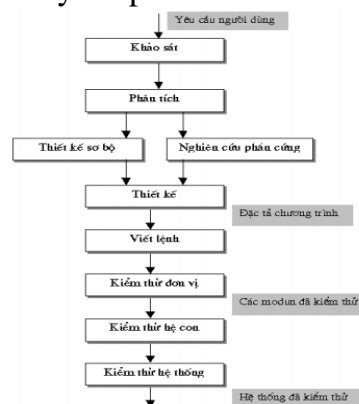 Yêu cầu người dùng
Khảo sát
Phân tích
Thiết kế sơ bộ
Nghiên cứu phần cứng
Thiết kế
Đặc tả chương trình
Viết lệnh
Kiểm thử đơn vị
Các modun đã kiểm thử
Kiểm thử hệ con
Kiểm thử hệ thống
Hệ thống đã kiểm thử